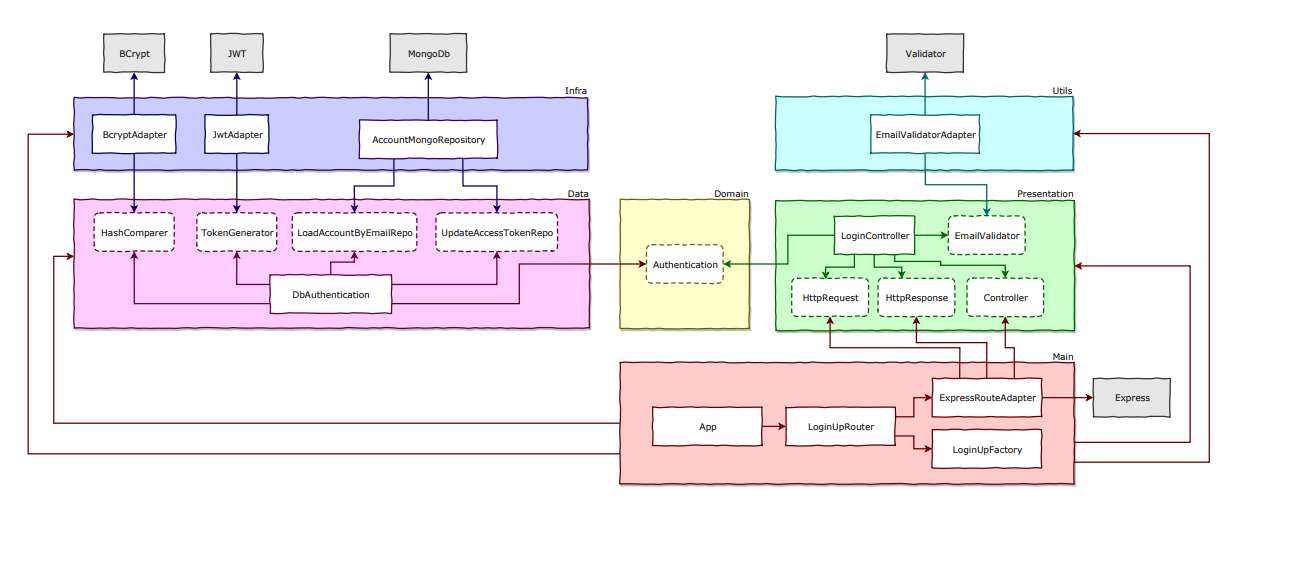 BCrypt
JWT
MongoDb
Validator
Infra
Utils
BcryptAdapter
JwtAdapter
AccountMongoRepository
EmailValidatorAdapter
Data
Domain
Presentation
HashComparer
TokenGenerator
LoadAccountByEmailRepo
UpdateAccessTokenRepo
LoginController
EmailValidator
Authentication
DbAuthentication
HttpRequest
HttpResponse
Controller
Main
ExpressRouteAdapter
Express
App
LoginUpRouter
LoginUpFactory